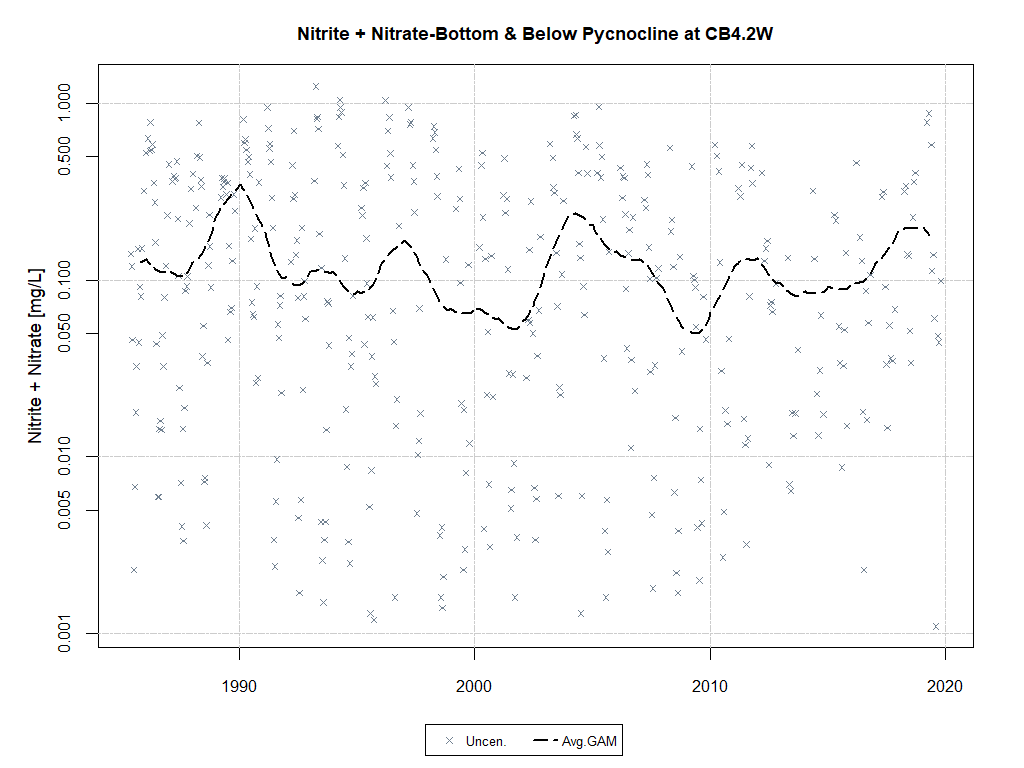 Nitrite + Nitrate-Bottom & Below Pycnocline at CB4.2W
Nitrite + Nitrate [mg/L]
1.000
0.500
0.100
0.050
0.010
0.005
0.001
1990 2000 2010 2020
Uncen. Avg.GAM